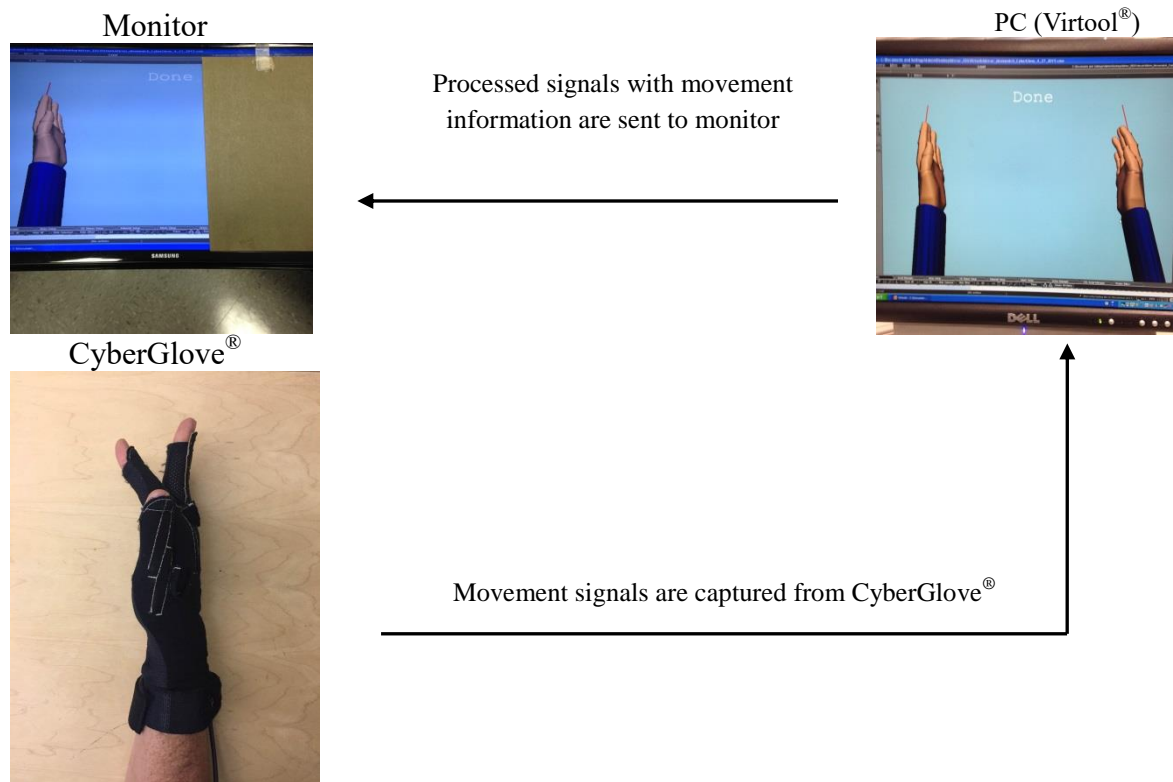 Monitor
PC (Virtool®)
Done
SAMSUNG
Processed signals with movement
information are sent to monitor
Done
DELL
CyberGlove®
Movement signals are captured from CyberGlove®